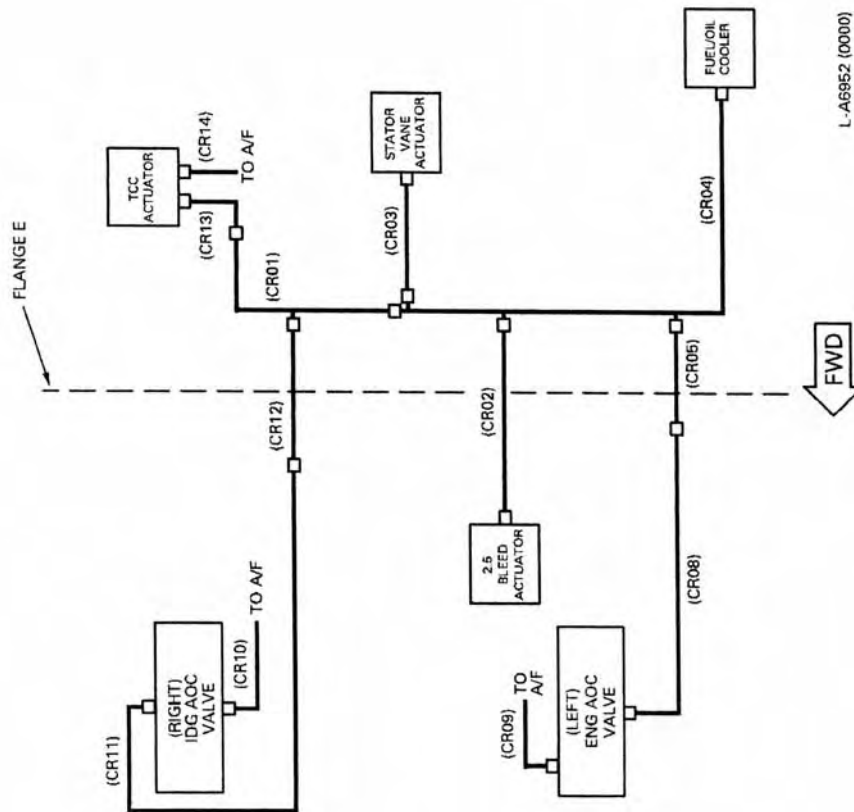 FLANGE E
TCC
ACTUATOR
(CR14)
TO A/F
(CR13)
(CR01)
STATOR
VANE
ACTUATOR
(CR03)
FUEL/OIL
COOLER
(CR04)
(CR12)
(CR02)
(CR05)
(RIGHT)
IDG AOC
VALVE
TO A/F
(CR10)
(CR11)
2.5
BLEED
ACTUATOR
(CR08)
TO
A/F
(CR09)
(LEFT)
ENG AOC
VALVE
FWD
L-A6952 (0000)